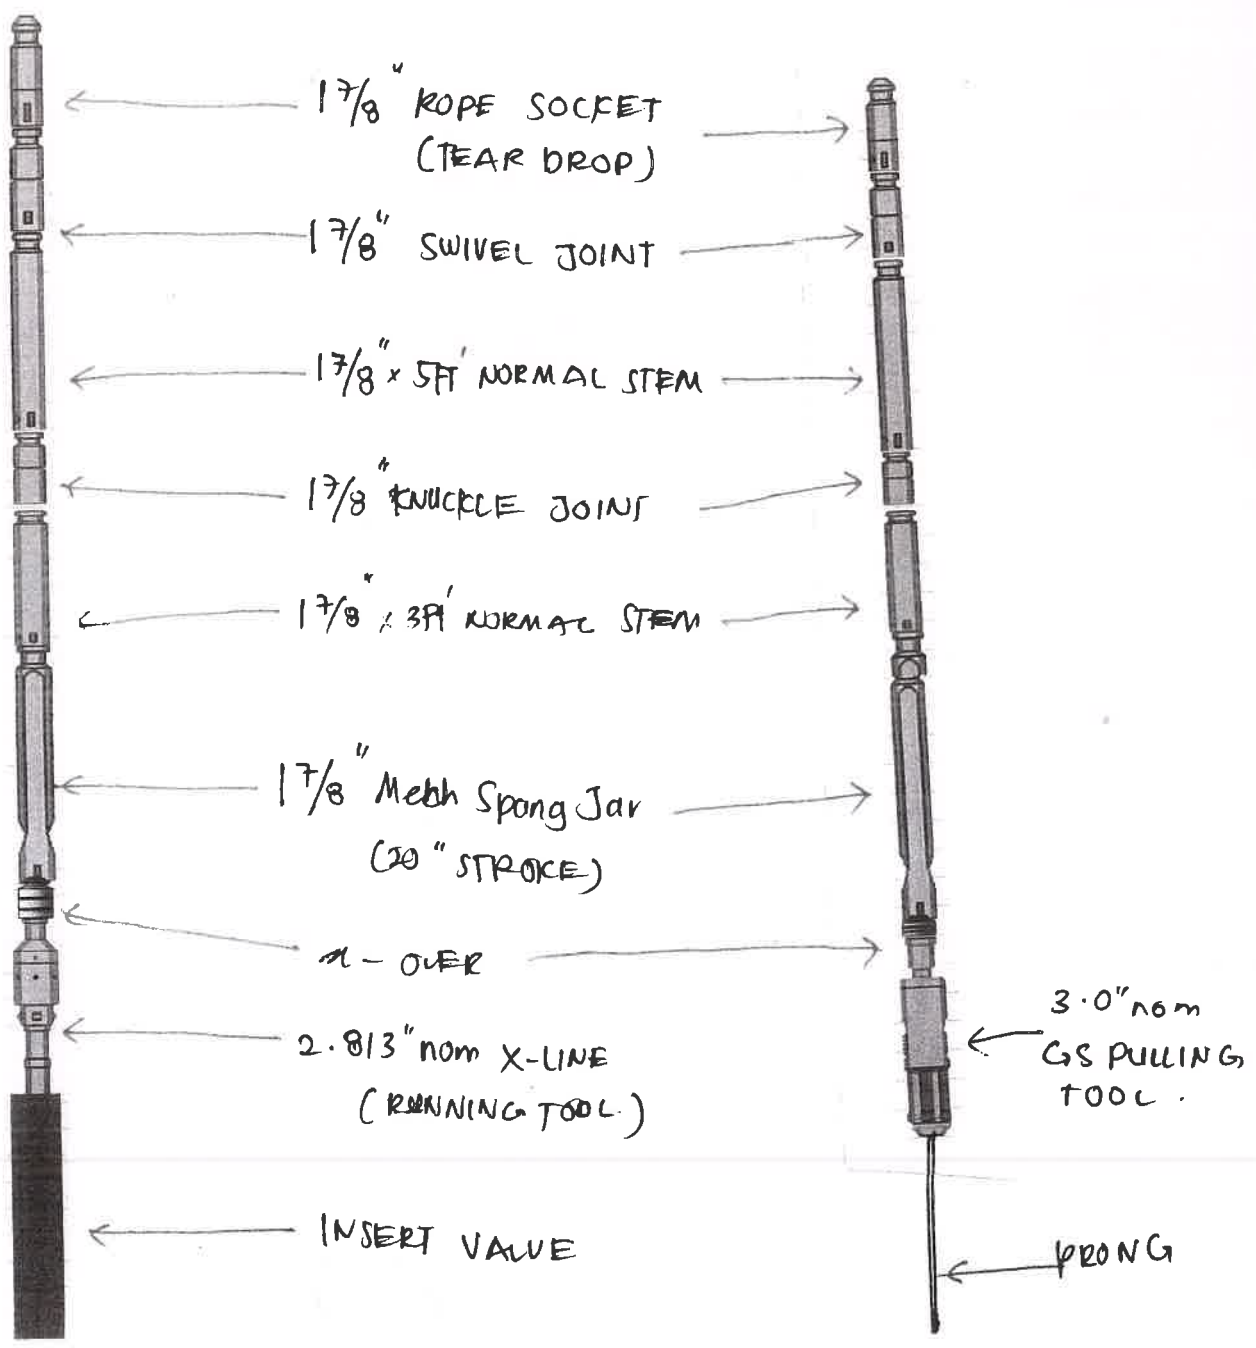 1 7/8" ROPE SOCKET
(TEAR DROP)
1 7/8" SWIVEL JOINT
1 7/8" x 5FT' NORMAL STEM
1 7/8" KNUCKLE JOINT
1 7/8" x 3FT' NORMAL STEM
1 7/8" Mech Spang Jar
(20" STROKE)
x - OVER
2.813" nom X-LINE
(RUNNING TOOL.)
3.0" nom
GS PULLING
TOOL.
INSERT VALVE
PRONG